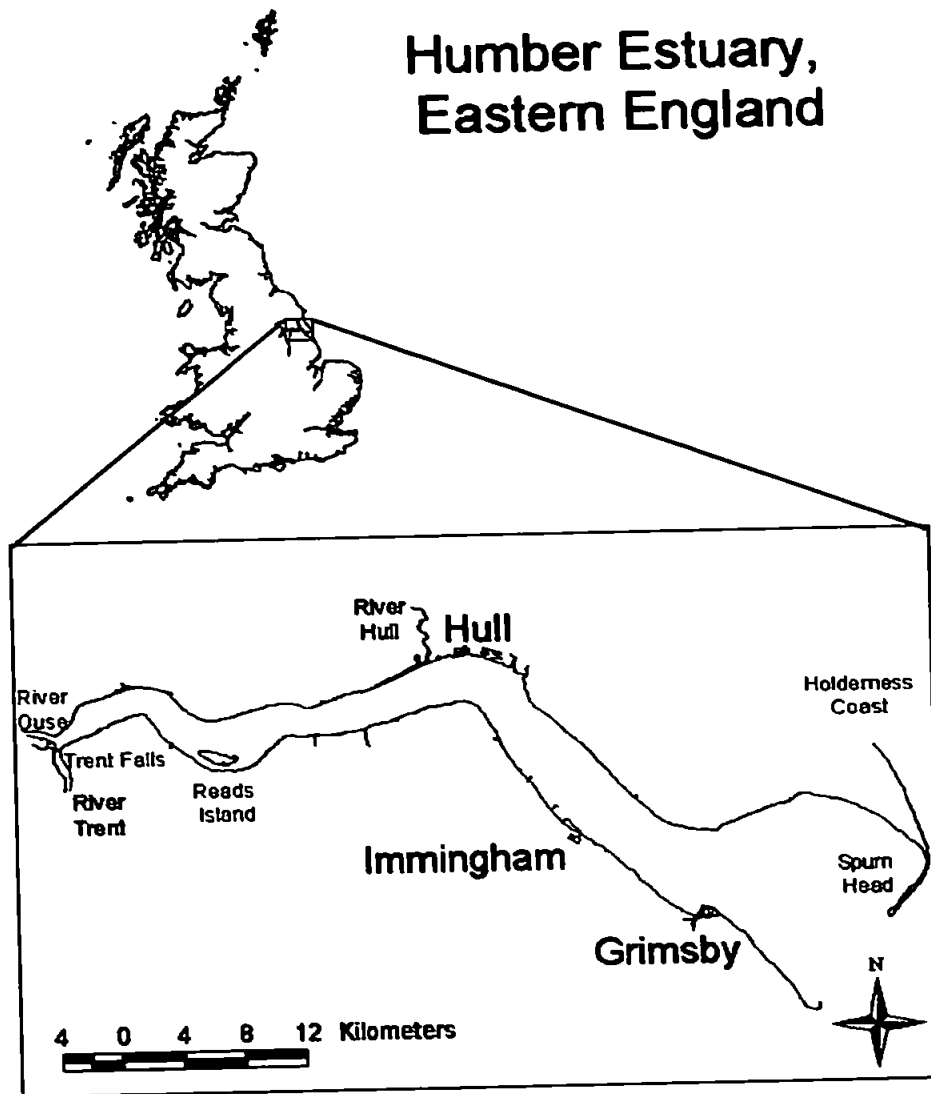 Humber Estuary,
Eastern England
River
Hull
Hull
Holderness
Coast
River
Ouse
Trent Falls
River
Trent
Reads
Island
Immingham
Spurn
Head
Grimsby
N
4 0 4 8 12 Kilometers